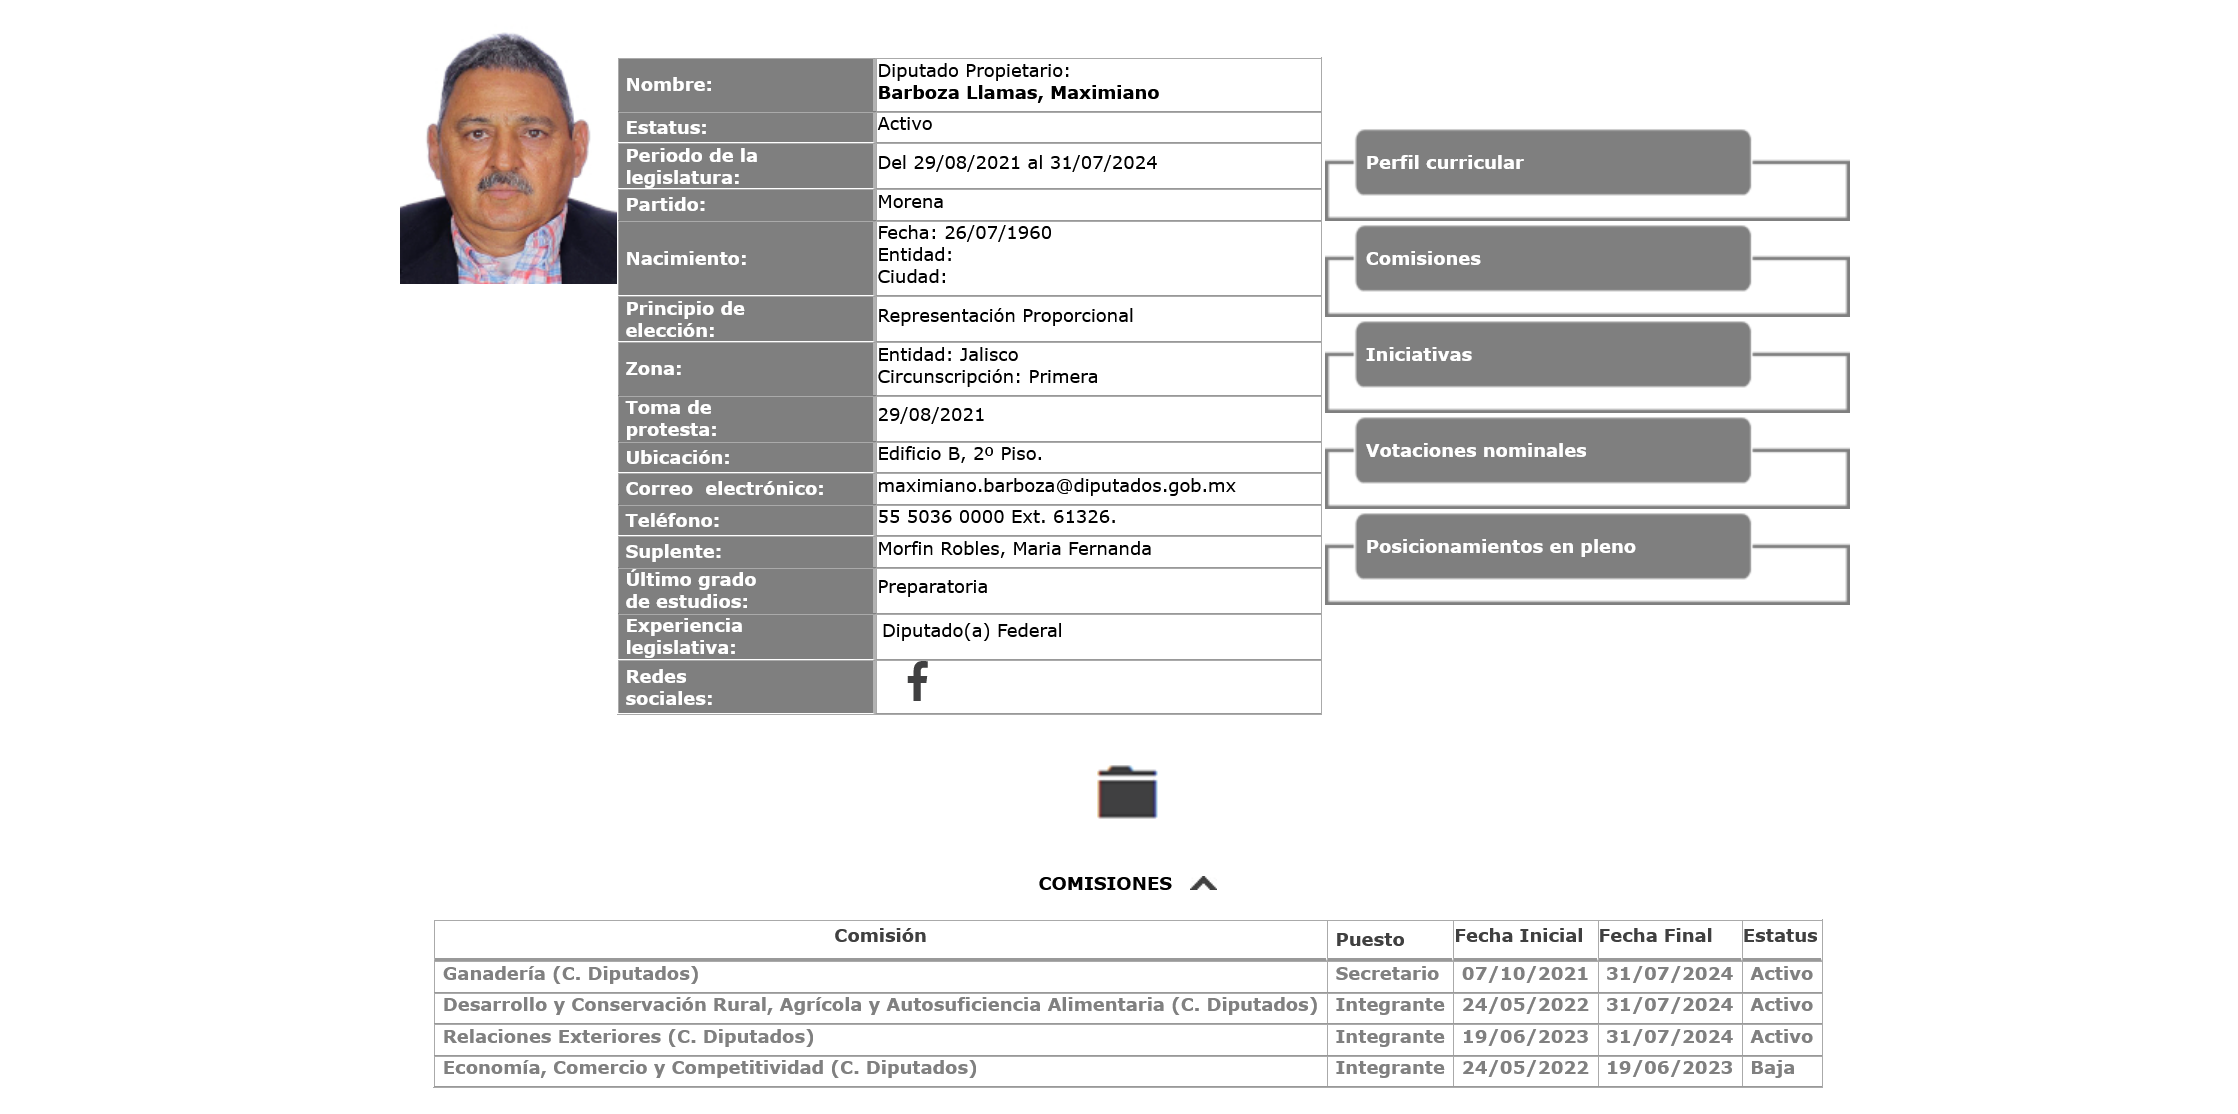 Nombre:
Diputado Propietario:
Barboza Llamas, Maximiano
Estatus:
Activo
Periodo de la
legislatura:
Del 29/08/2021 al 31/07/2024
Partido:
Morena
Nacimiento:
Fecha: 26/07/1960
Entidad:
Ciudad:
Principio de
elección:
Representación Proporcional
Zona:
Entidad: Jalisco
Circunscripción: Primera
Toma de
protesta:
29/08/2021
Ubicación:
Edificio B, 2º Piso.
Correo electrónico:
maximiano.barboza@diputados.gob.mx
Teléfono:
55 5036 0000 Ext. 61326.
Suplente:
Morfin Robles, Maria Fernanda
Último grado
de estudios:
Preparatoria
Experiencia
legislativa:
Diputado(a) Federal
Redes
sociales:
Perfil curricular
Comisiones
Iniciativas
Votaciones nominales
Posicionamientos en pleno
COMISIONES
Comisión Puesto Fecha Inicial Fecha Final Estatus
Ganadería (C. Diputados) Secretario 07/10/2021 31/07/2024 Activo
Desarrollo y Conservación Rural, Agrícola y Autosuficiencia Alimentaria (C. Diputados) Integrante 24/05/2022 31/07/2024 Activo
Relaciones Exteriores (C. Diputados) Integrante 19/06/2023 31/07/2024 Activo
Economía, Comercio y Competitividad (C. Diputados) Integrante 24/05/2022 19/06/2023 Baja